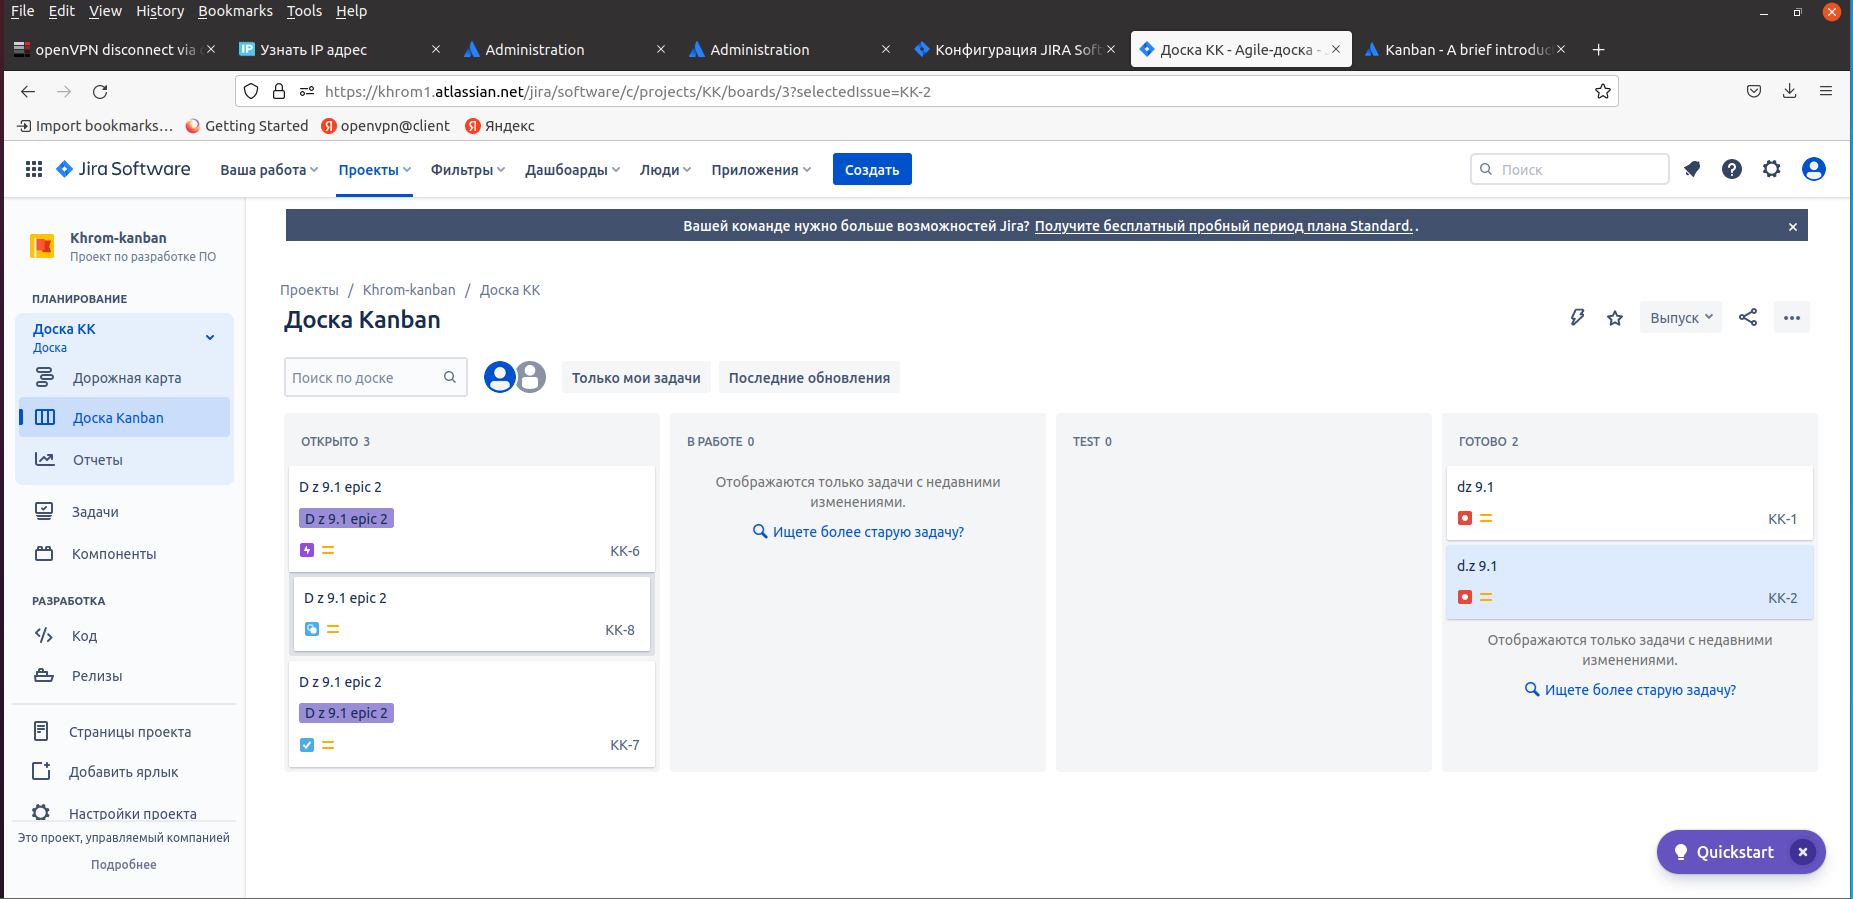 File Edit View History Bookmarks Tools Help
openVPN disconnect via Узнать IP адрес Administration Administration Конфигурация JIRA Soft Доска КК - Agile-доска - Kanban - A brief introduc
https://khrom1.atlassian.net/jira/software/c/projects/KK/boards/3?selectedIssue=KK-2
Import bookmarks... Getting Started openvpn@client Яндекс
Jira Software Ваша работа Проекты Фильтры Дашборды Люди Приложения Создать Поиск
Вашей команде нужно больше возможностей Jira? Получите бесплатный пробный период плана Standard. .
Khrom-kanban
Проект по разработке ПО
ПЛАНИРОВАНИЕ
Доска КК
Доска
Дорожная карта
Доска Kanban
Отчеты
Задачи
Компоненты
РАЗРАБОТКА
Код
Релизы
Страницы проекта
Добавить ярлык
Настройки проекта
Это проект, управляемый компанией
Подробнее
Проекты / Khrom-kanban / Доска КК
Доска Kanban
Выпуск
Поиск по доске Только мои задачи Последние обновления
ОТКРЫТО 3
D z 9.1 epic 2
D z 9.1 epic 2
KK-6
D z 9.1 epic 2
KK-8
D z 9.1 epic 2
D z 9.1 epic 2
KK-7
В РАБОТЕ 0
Отображаются только задачи с недавними
изменениями.
Ищете более старую задачу?
TEST 0
ГОТОВО 2
dz 9.1
KK-1
d.z 9.1
KK-2
Отображаются только задачи с недавними
изменениями.
Ищете более старую задачу?
Quickstart